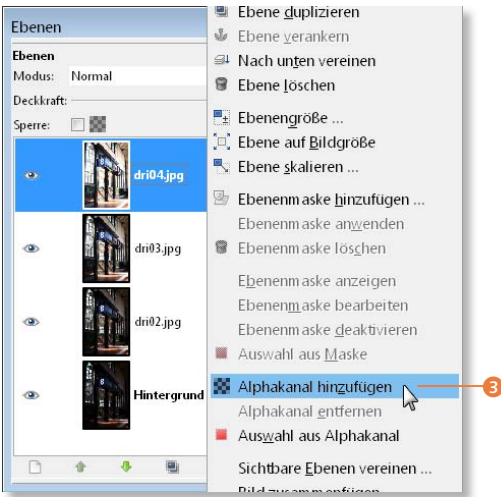 Ebenen
Ebenen
Modus: Normal
Deckkraft:
Sperre:
dri04.jpg
dri03.jpg
dri02.jpg
Hintergrund
Ebene duplizieren
Ebene verankern
Nach unten vereinen
Ebene löschen
Ebenengröße ...
Ebene auf Bildgröße
Ebene skalieren ...
Ebenenmaske hinzufügen ...
Ebenenmaske anwenden
Ebenenmaske löschen
Ebenenmaske anzeigen
Ebenenmaske bearbeiten
Ebenenmaske deaktivieren
Auswahl aus Maske
Alphakanal hinzufügen
3
Alphakanal entfernen
Auswahl aus Alphakanal
Sichtbare Ebenen vereinen ...
Bild zusammenfügen